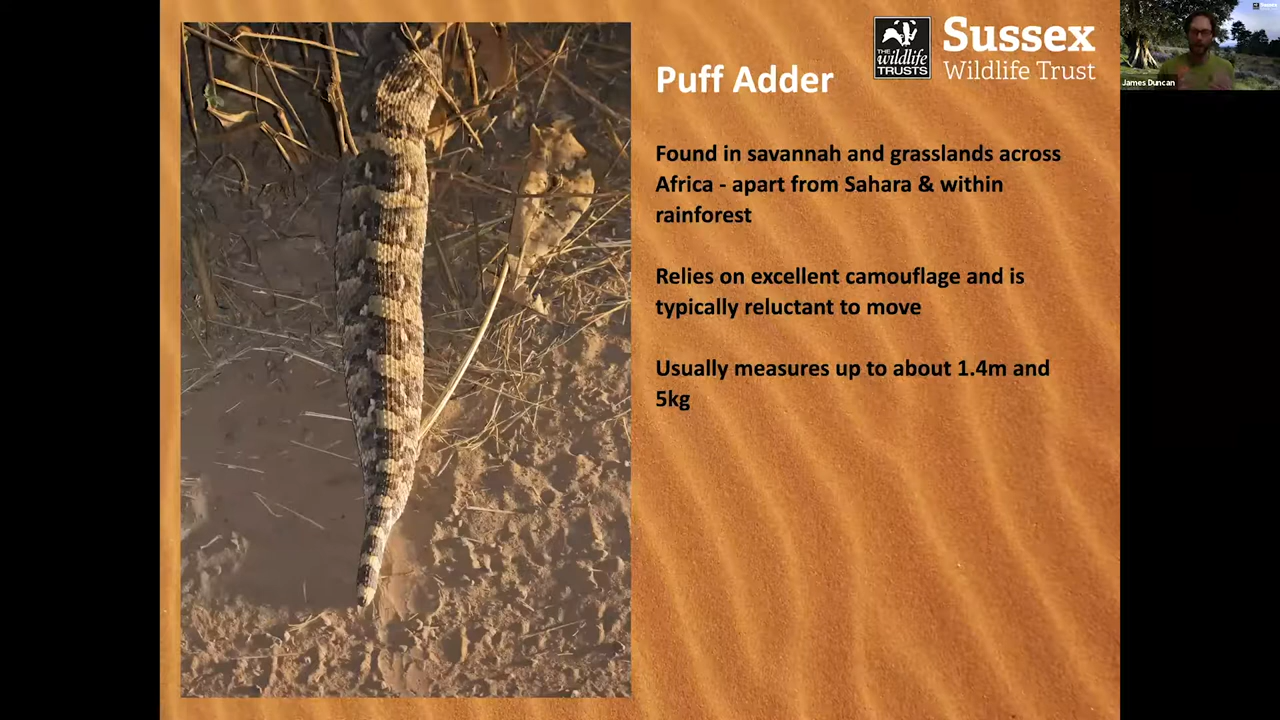 Puff Adder
THE
wildlife
TRUSTS
Sussex
Wildlife Trust
Found in savannah and grasslands across
Africa - apart from Sahara & within
rainforest
Relies on excellent camouflage and is
typically reluctant to move
Usually measures up to about 1.4m and
5kg
James Duncan
Sussex